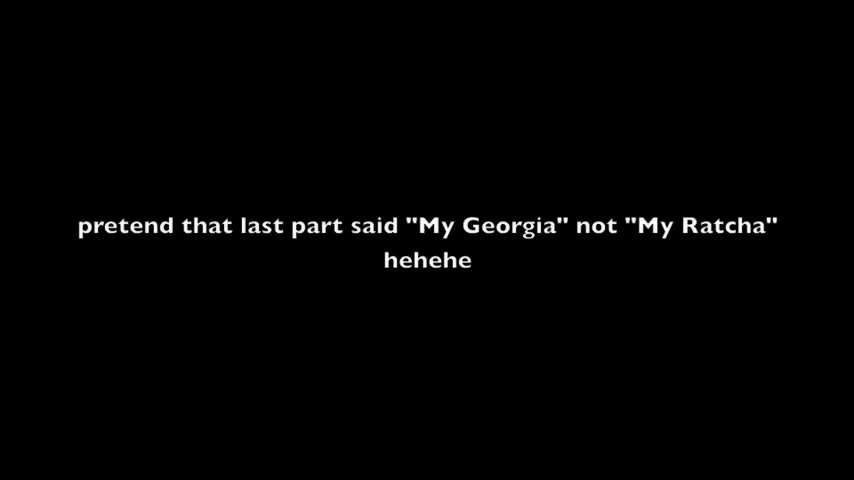 pretend that last part said "My Georgia" not "My Ratcha"
hehehe